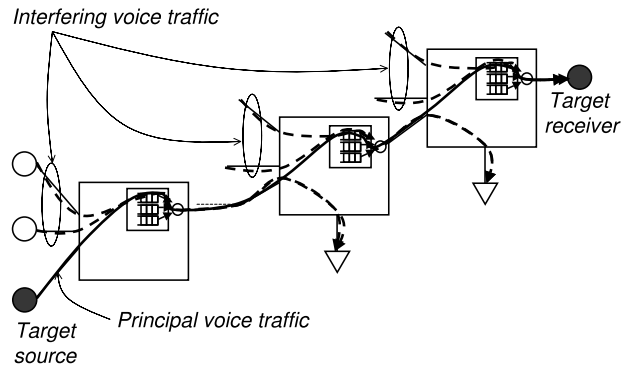 Interfering voice traffic
Target
receiver
Principal voice traffic
Target
source